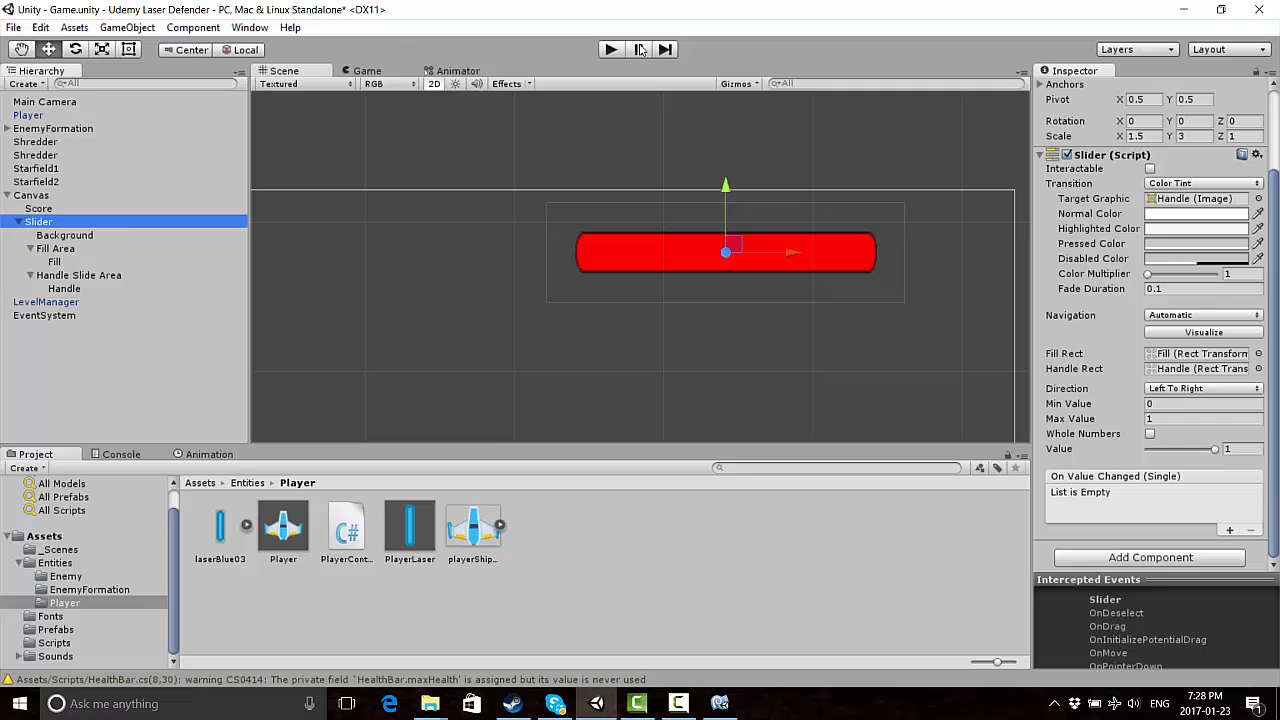 Unity - Game.unity - Udemy Laser Defender - PC, Mac & Linux Standalone* <DX11>
File Edit Assets GameObject Component Window Help
Center Local Layers Layout
Hierarchy
Create All
Main Camera
Player
EnemyFormation
Shredder
Shredder
Starfield1
Starfield2
Canvas
Score
Slider
Background
Fill Area
Fill
Handle Slide Area
Handle
LevelManager
EventSystem
Scene Game Animator
Textured RGB 2D Effects Gizmos All
Inspector
Anchors
Pivot X 0.5 Y 0.5
Rotation X 0 Y 0 Z 0
Scale X 1.5 Y 3 Z 1
Slider (Script)
Interactable
Transition Color Tint
Target Graphic Handle (Image)
Normal Color
Highlighted Color
Pressed Color
Disabled Color
Color Multiplier 1
Fade Duration 0.1
Navigation Automatic
Visualize
Fill Rect Fill (Rect Transform
Handle Rect Handle (Rect Trans
Direction Left To Right
Min Value 0
Max Value 1
Whole Numbers
Value 1
On Value Changed (Single)
List is Empty
Add Component
Intercepted Events
Slider
OnDeselect
OnDrag
OnInitializePotentialDrag
OnMove
OnPointerDown
Project Console Animation
Create
All Models
All Prefabs
All Scripts
Assets
_Scenes
Entities
Enemy
EnemyFormation
Player
Fonts
Prefabs
Scripts
Sounds
Assets Entities Player
laserBlue03 Player PlayerCont... PlayerLaser playerShip...
C#
Assets/Scripts/HealthBar.cs(8,30): warning CS0414: The private field `HealthBar.maxHealth' is assigned but its value is never used
Ask me anything
ENG
7:28 PM
2017-01-23